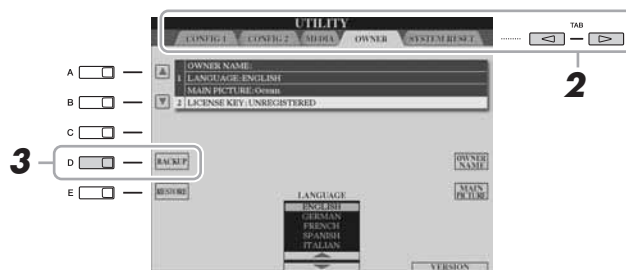 UTILITY
CONFIG 1 CONFIG 2 MEDIA OWNER SYSTEM RESET
TAB
2
OWNER NAME:
1 LANGUAGE:ENGLISH
MAIN PICTURE:Ocean
2 LICENSE KEY:UNREGISTERED
A
B
C
3 D BACKUP
E RESTORE
OWNER NAME
MAIN PICTURE
LANGUAGE
ENGLISH
GERMAN
FRENCH
SPANISH
ITALIAN
VERSION